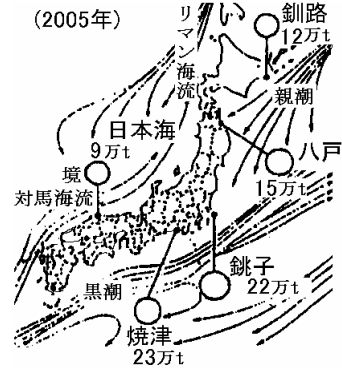 (2005年)
リマン海流
釧路
12万t
親潮
日本海
八戸
15万t
境
9万t
対馬海流
黒潮
銚子
22万t
焼津
23万t